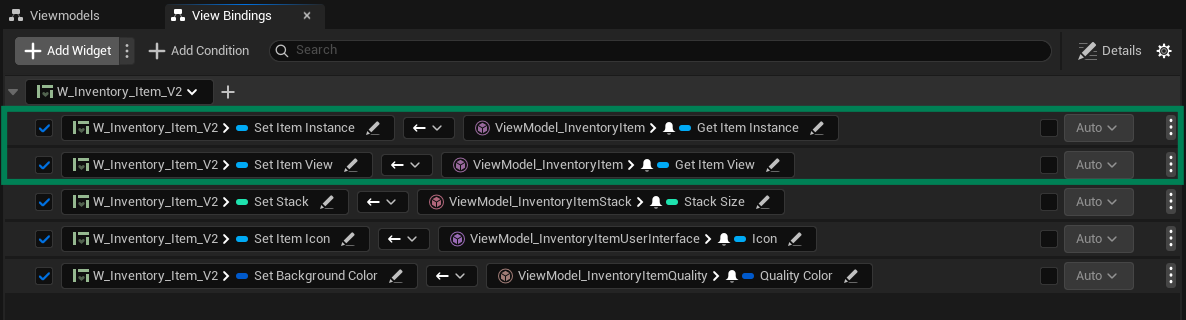 Viewmodels View Bindings
Add Widget Add Condition Search Details
W_Inventory_Item_V2
W_Inventory_Item_V2 Set Item Instance ViewModel_InventoryItem Get Item Instance Auto
W_Inventory_Item_V2 Set Item View ViewModel_InventoryItem Get Item View Auto
W_Inventory_Item_V2 Set Stack ViewModel_InventoryItemStack Stack Size Auto
W_Inventory_Item_V2 Set Item Icon ViewModel_InventoryItemUserInterface Icon Auto
W_Inventory_Item_V2 Set Background Color ViewModel_InventoryItemQuality Quality Color Auto